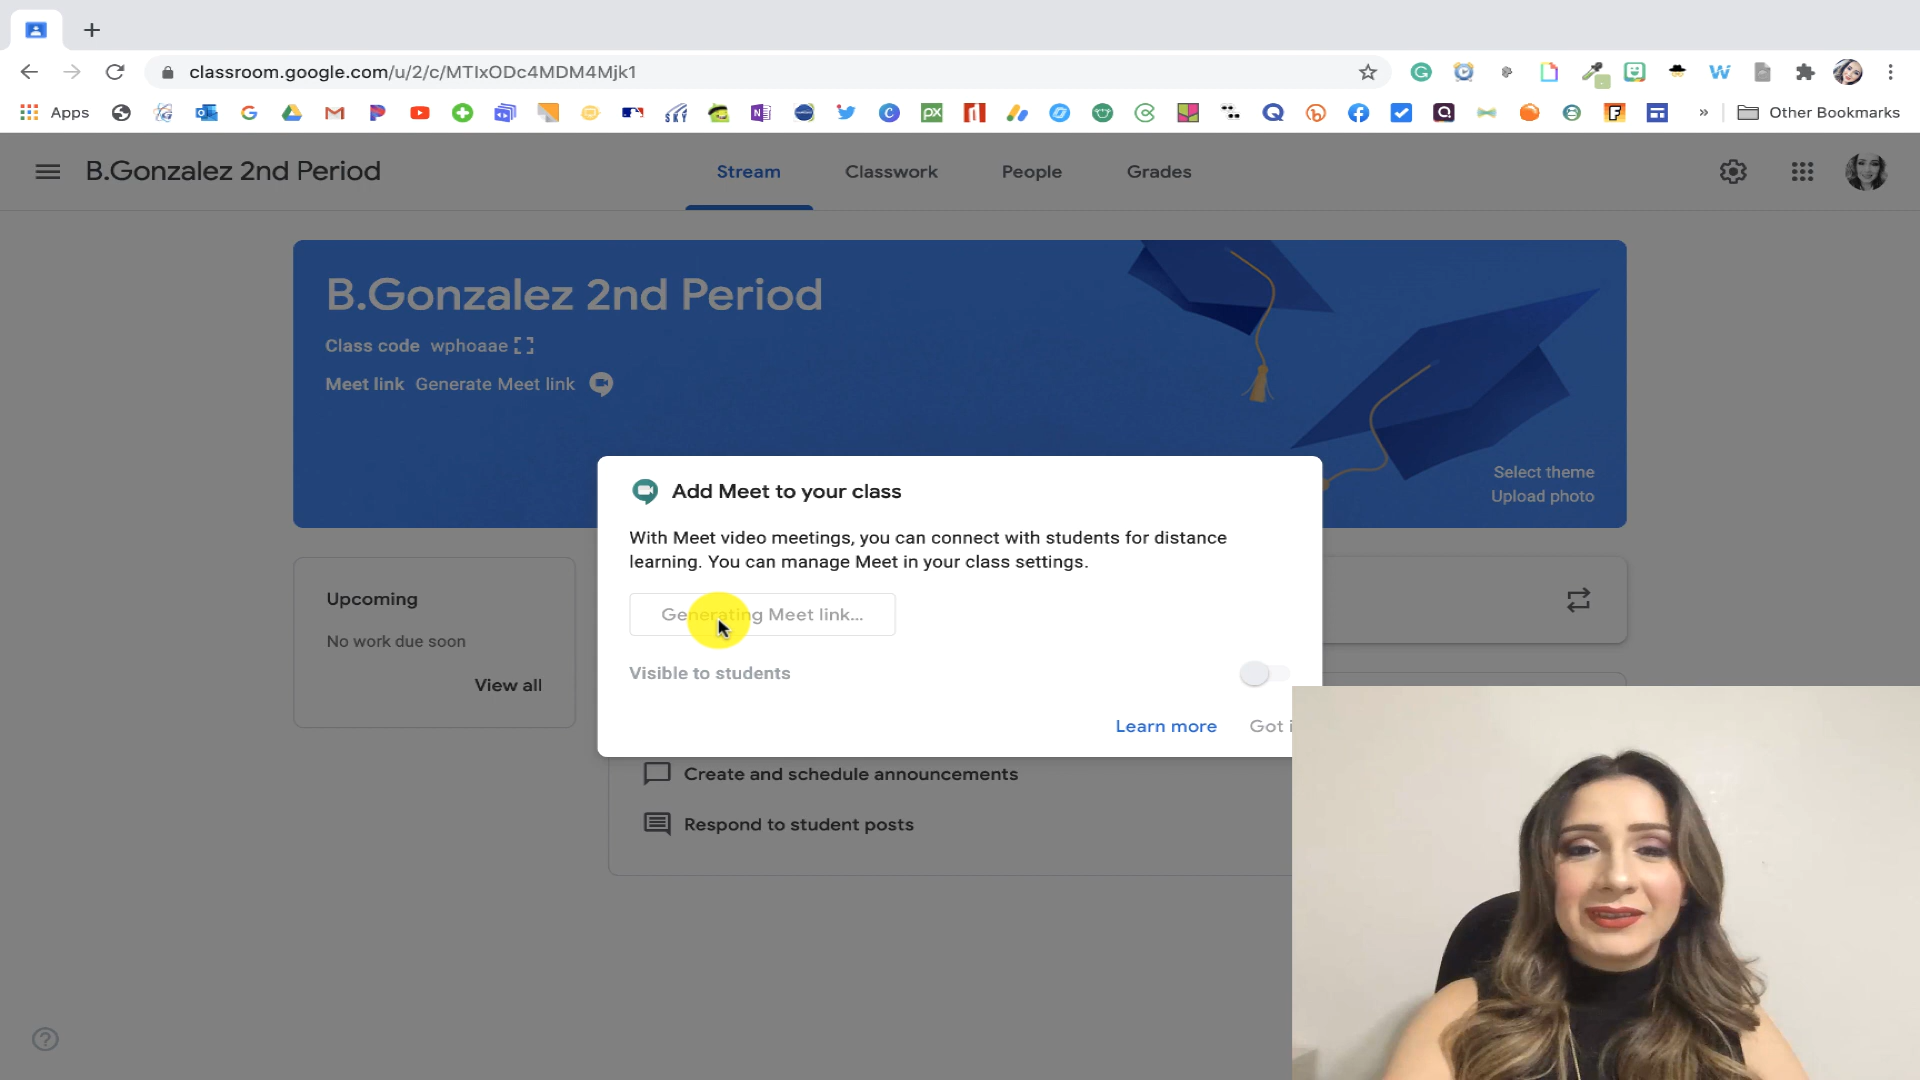 classroom.google.com/u/2/c/MTIxODc4MDM4Mjk1
Apps
Other Bookmarks
B.Gonzalez 2nd Period
Stream
Classwork
People
Grades
B.Gonzalez 2nd Period
Class code wphoaae
Meet link Generate Meet link
Select theme
Upload photo
Add Meet to your class
With Meet video meetings, you can connect with students for distance
learning. You can manage Meet in your class settings.
Generating Meet link...
Visible to students
Learn more
Got i
Upcoming
No work due soon
View all
Create and schedule announcements
Respond to student posts